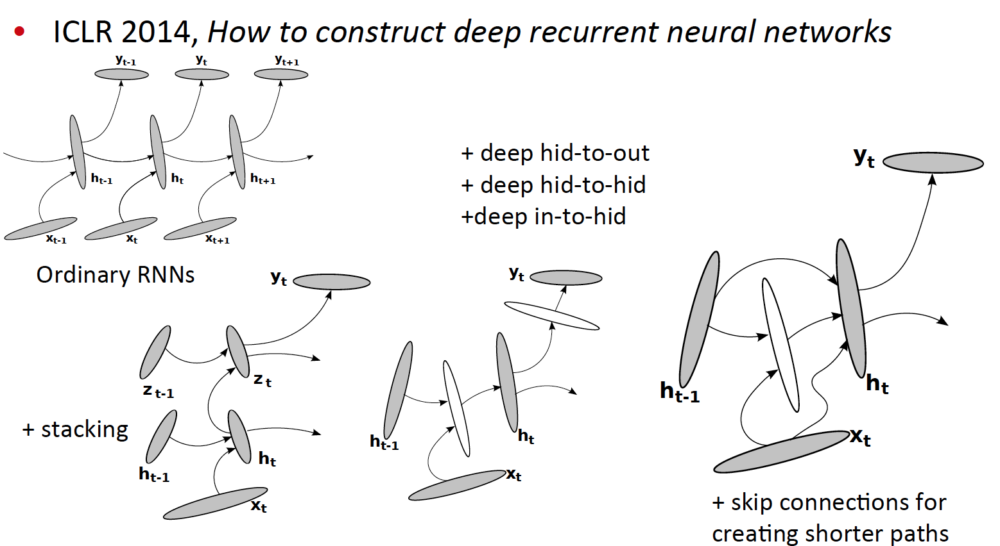 • ICLR 2014, How to construct deep recurrent neural networks
yt-1 yt yt+1
ht-1 ht ht+1
xt-1 xt xt+1
Ordinary RNNs
+ deep hid-to-out
+ deep hid-to-hid
+deep in-to-hid
yt
zt-1 zt
+ stacking
ht-1 ht
xt
yt
ht-1 ht
xt
yt
ht-1 ht
xt
+ skip connections for
creating shorter paths